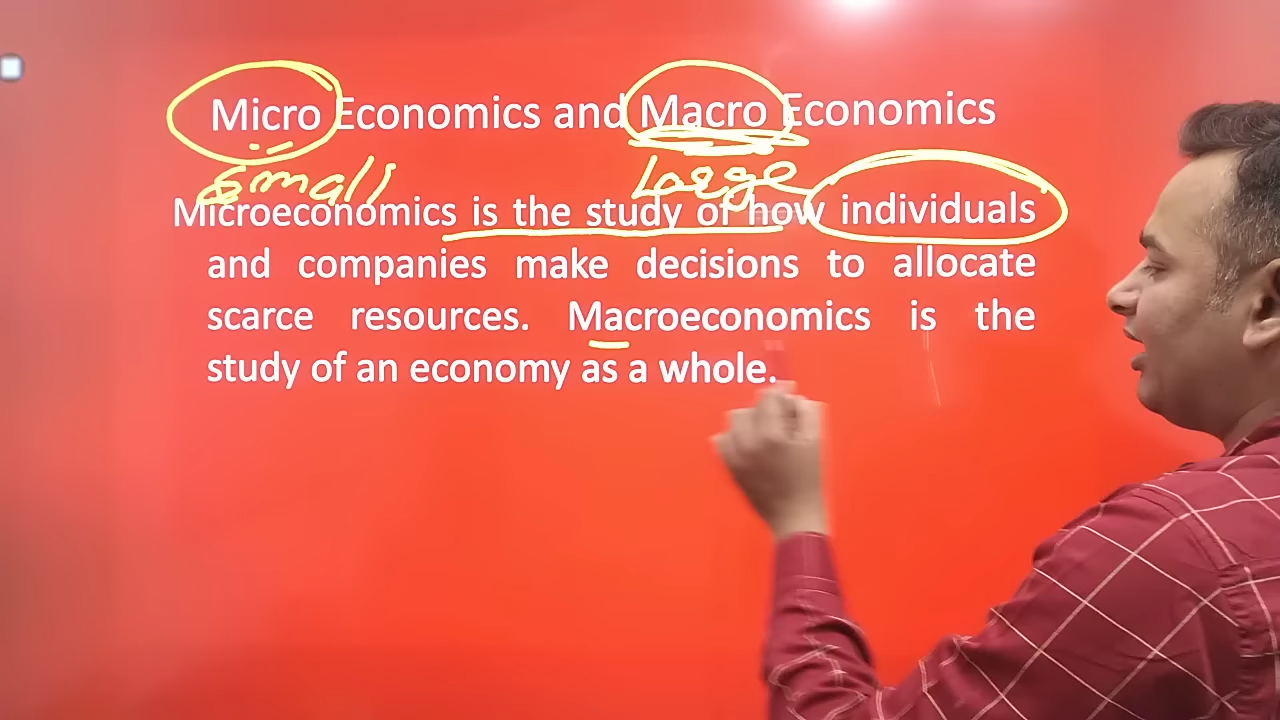 Micro Economics and Macro Economics
small Large
Microeconomics is the study of how individuals
and companies make decisions to allocate
scarce resources. Macroeconomics is the
study of an economy as a whole.